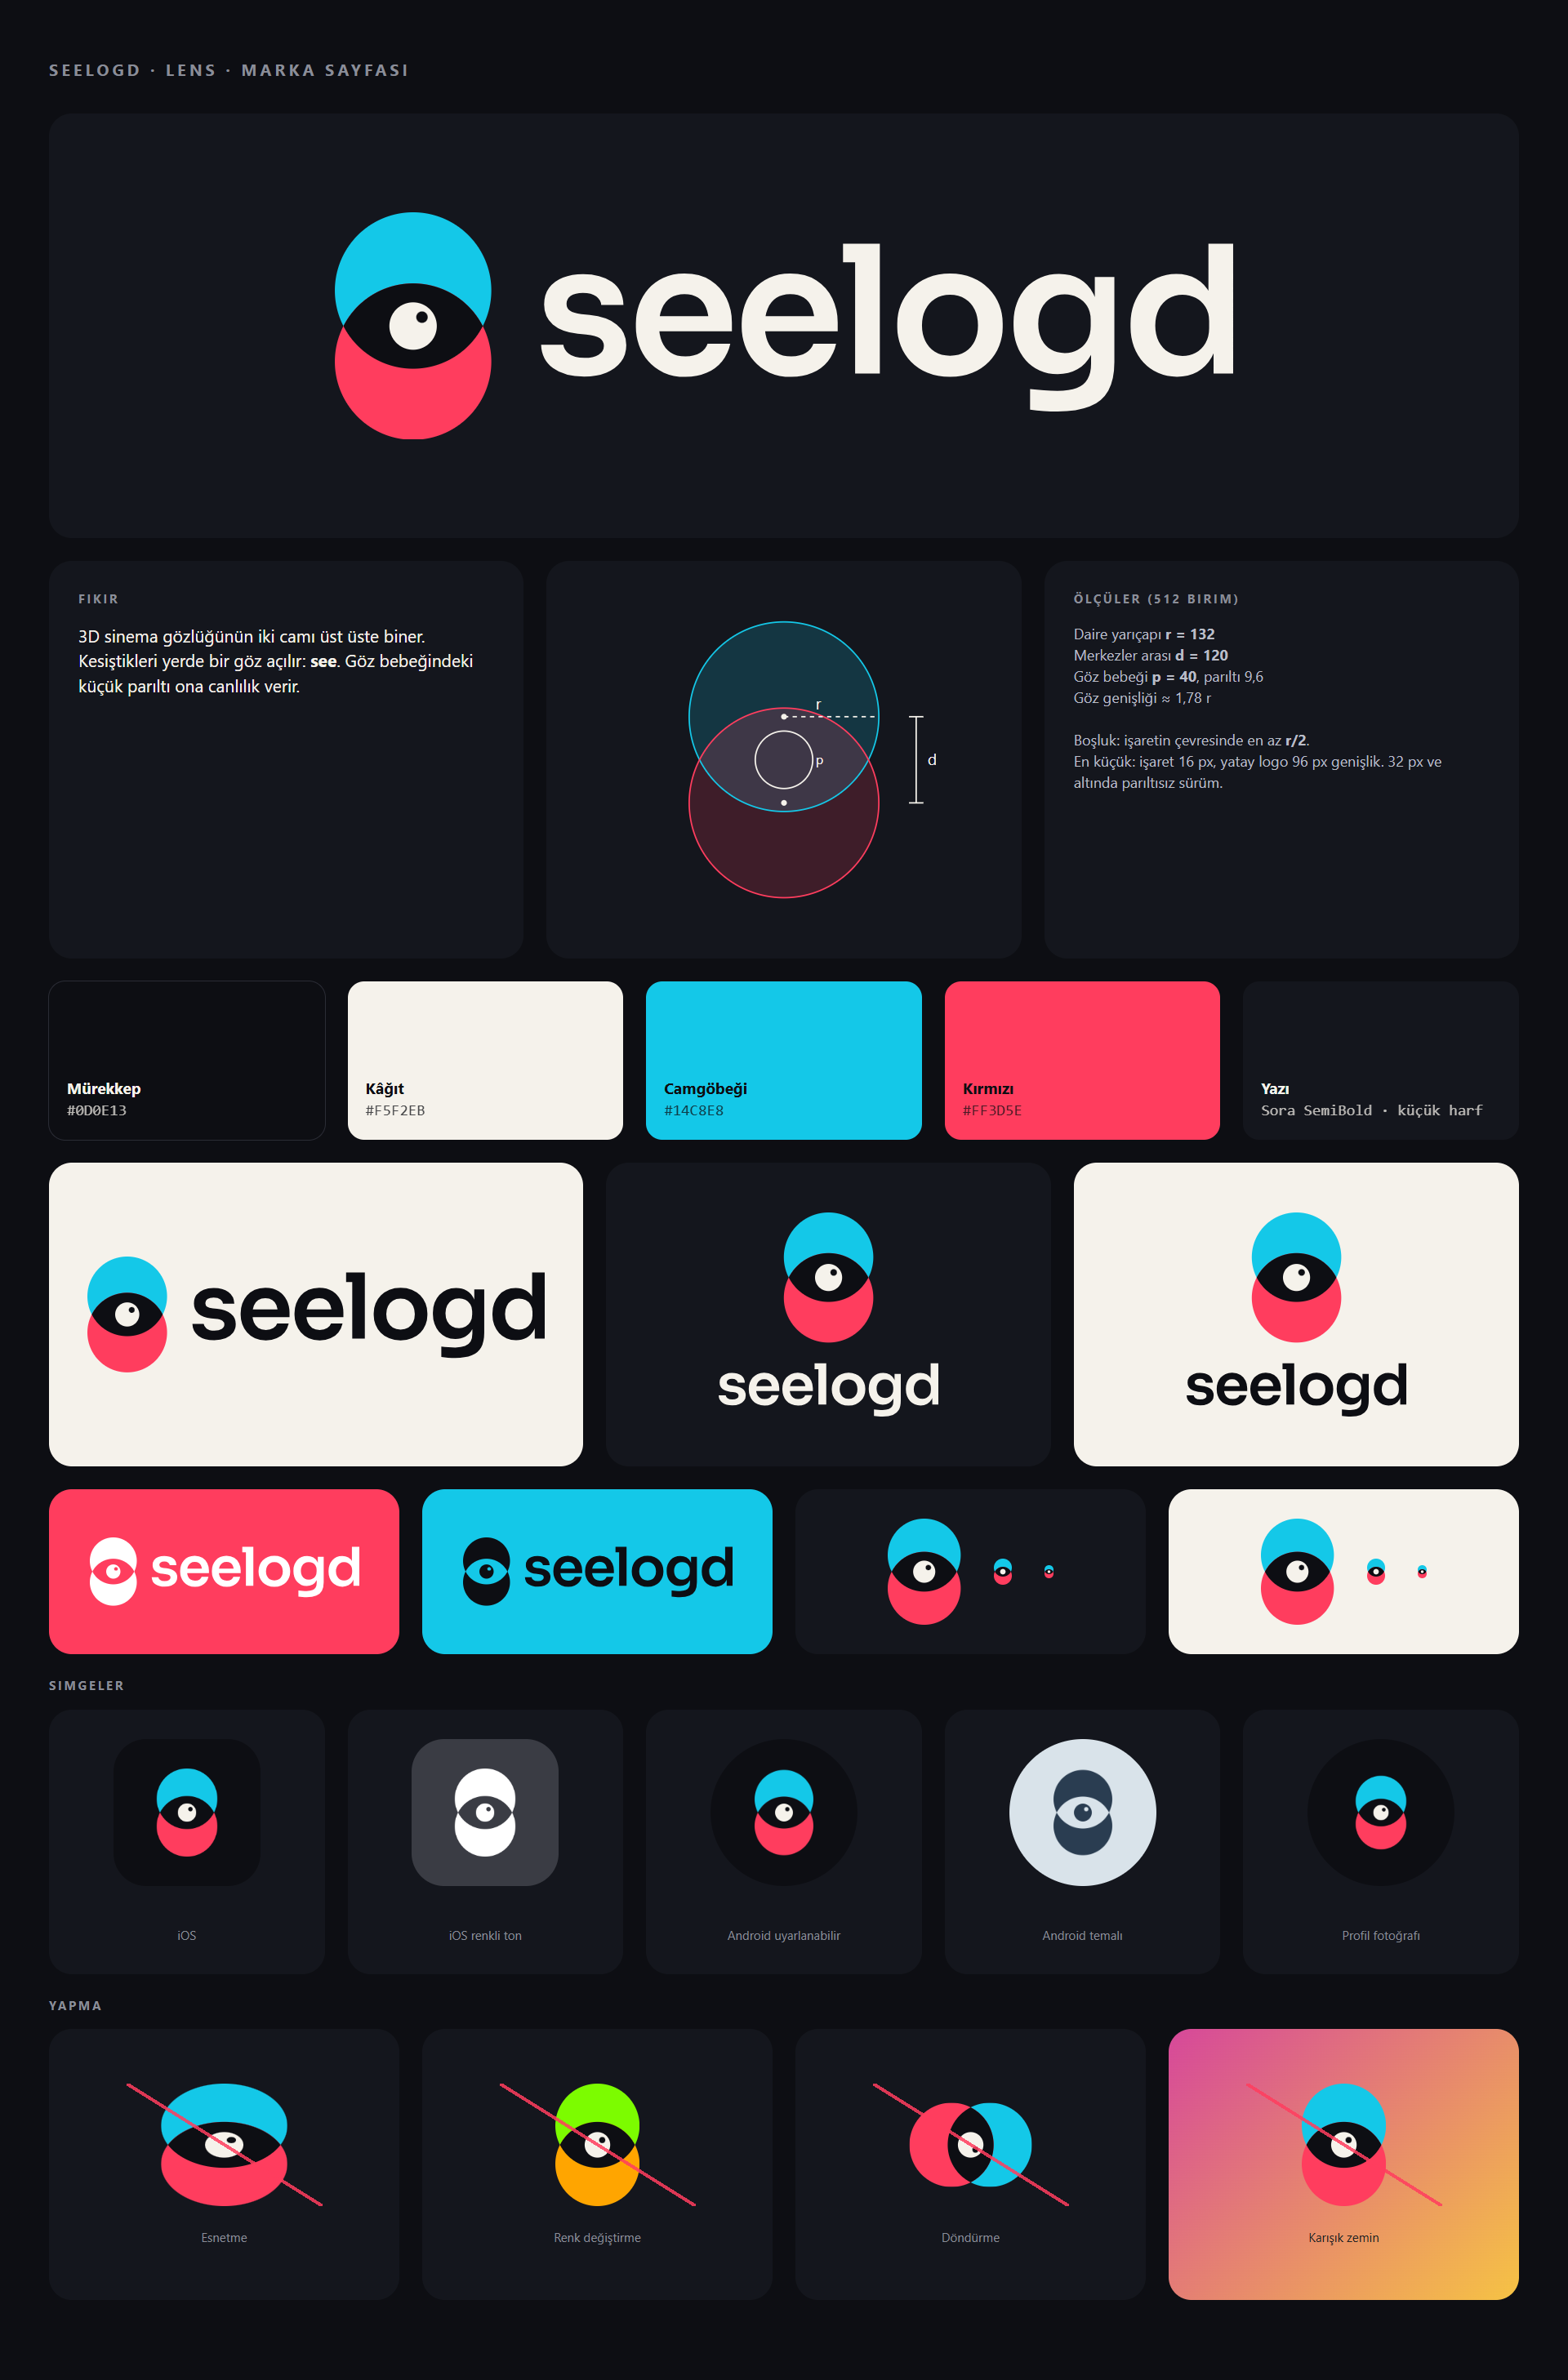 SEELOGD · LENS · MARKA SAYFASI
seelogd
FIKIR
3D sinema gözlüğünün iki camı üst üste biner.
Kesiştikleri yerde bir göz açılır: see. Göz bebeğindeki
küçük parıltı ona canlılık verir.
r
p
d
ÖLÇÜLER (512 BIRIM)
Daire yarıçapı r = 132
Merkezler arası d = 120
Göz bebeği p = 40, parıltı 9,6
Göz genişliği ≈ 1,78 r
Boşluk: işaretin çevresinde en az r/2.
En küçük: işaret 16 px, yatay logo 96 px genişlik. 32 px ve
altında parıltısız sürüm.
Mürekkep
#0D0E13
Kâğıt
#F5F2EB
Camgöbeği
#14C8E8
Kırmızı
#FF3D5E
Yazı
Sora SemiBold · küçük harf
seelogd
seelogd
seelogd
seelogd
seelogd
SIMGELER
iOS
iOS renkli ton
Android uyarlanabilir
Android temalı
Profil fotoğrafı
YAPMA
Esnetme
Renk değiştirme
Döndürme
Karışık zemin